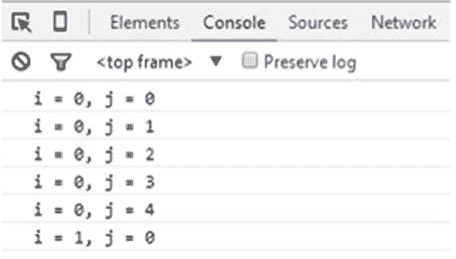 Elements Console Sources Network
<top frame> ▼ Preserve log
i = 0, j = 0
i = 0, j = 1
i = 0, j = 2
i = 0, j = 3
i = 0, j = 4
i = 1, j = 0